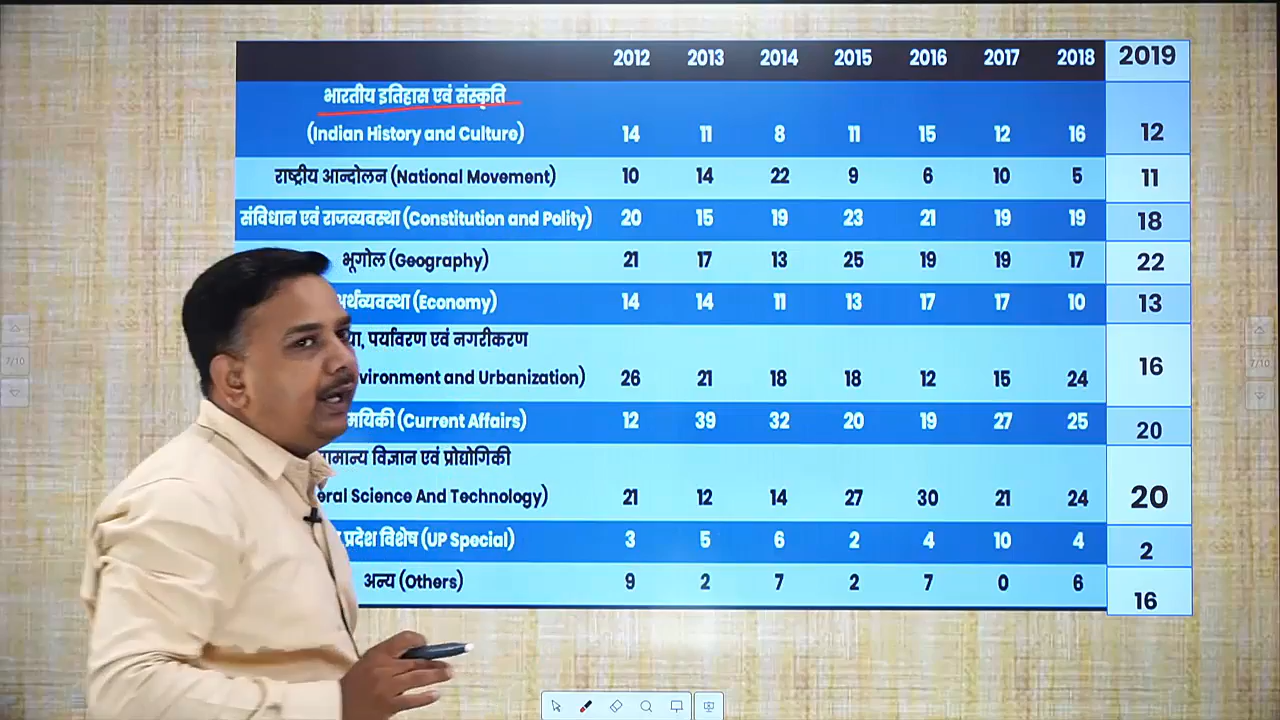 2012 2013 2014 2015 2016 2017 2018 2019
भारतीय इतिहास एवं संस्कृति
(Indian History and Culture) 14 11 8 11 15 12 16 12
राष्ट्रीय आन्दोलन (National Movement) 10 14 22 9 6 10 5 11
संविधान एवं राजव्यवस्था (Constitution and Polity) 20 15 19 23 21 19 19 18
भूगोल (Geography) 21 17 13 25 19 19 17 22
(Economy) 14 14 11 13 17 17 10 13
पर्यावरण एवं नगरीकरण
and Urbanization) 26 21 18 18 12 15 24 16
(Current Affairs) 12 39 32 20 19 27 25 20
विज्ञान एवं प्रोद्योगिकी
Science And Technology) 21 12 14 27 30 21 24 20
प्रदेश विशेष (UP Special) 3 5 6 2 4 10 4 2
अन्य (Others) 9 2 7 2 7 0 6 16
7/10 7/10